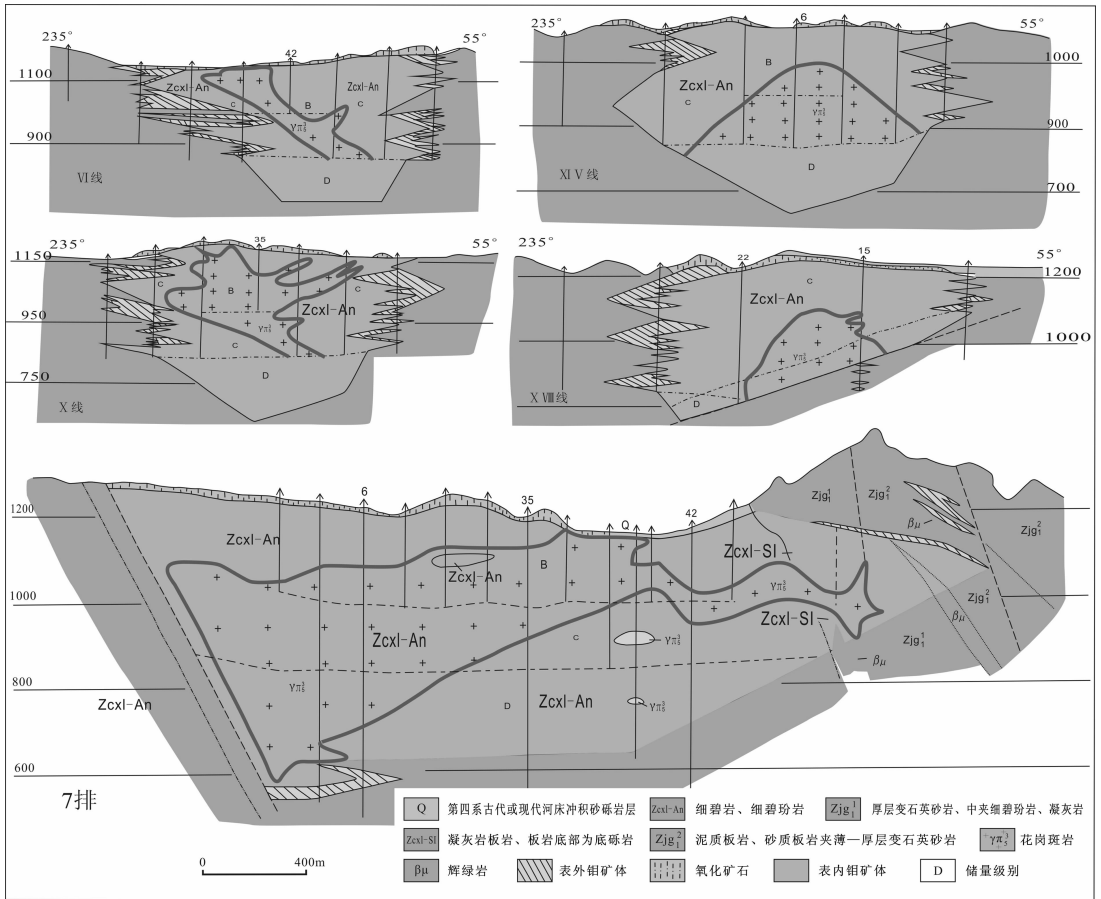 235°
42
55°
1100
Zcxl-An
Zcxl-An
C
B
C
γπ₅³
900
D
VI线
235°
6
55°
1000
B
Zcxl-An
C
γπ₅³
900
D
700
XIV线
235°
35
55°
1150
C
B
C
Zcxl-An
950
γπ₅³
C
750
D
X线
235°
22
15
55°
1200
C
Zcxl-An
1000
γπ₅³
D
XVIII线
1200
6
35
Q
42
Zjg₁¹
Zjg₁²
βμ
Zjg₁²
Zcxl-An
Zcxl-An
B
Zcxl-SI
γπ₅³
1000
Zcxl-SI
Zjg₁²
βμ
Zcxl-An
C
γπ₅³
Zjg₁¹
βμ
800
γπ₅³
D
Zcxl-An
γπ₅³
Zcxl-An
600
7排
Q 第四系古代或现代河床冲积砂砾岩层 Zcxl-An 细碧岩、细碧玢岩 Zjg₁¹ 厚层变石英砂岩、中夹细碧玢岩、凝灰岩
Zcxl-SI 凝灰岩板岩、板岩底部为底砾岩 Zjg₁² 泥质板岩、砂质板岩夹薄—厚层变石英砂岩 γπ₅³ 花岗斑岩
βμ 辉绿岩 表外钼矿体 氧化矿石 表内钼矿体 D 储量级别
0 400m